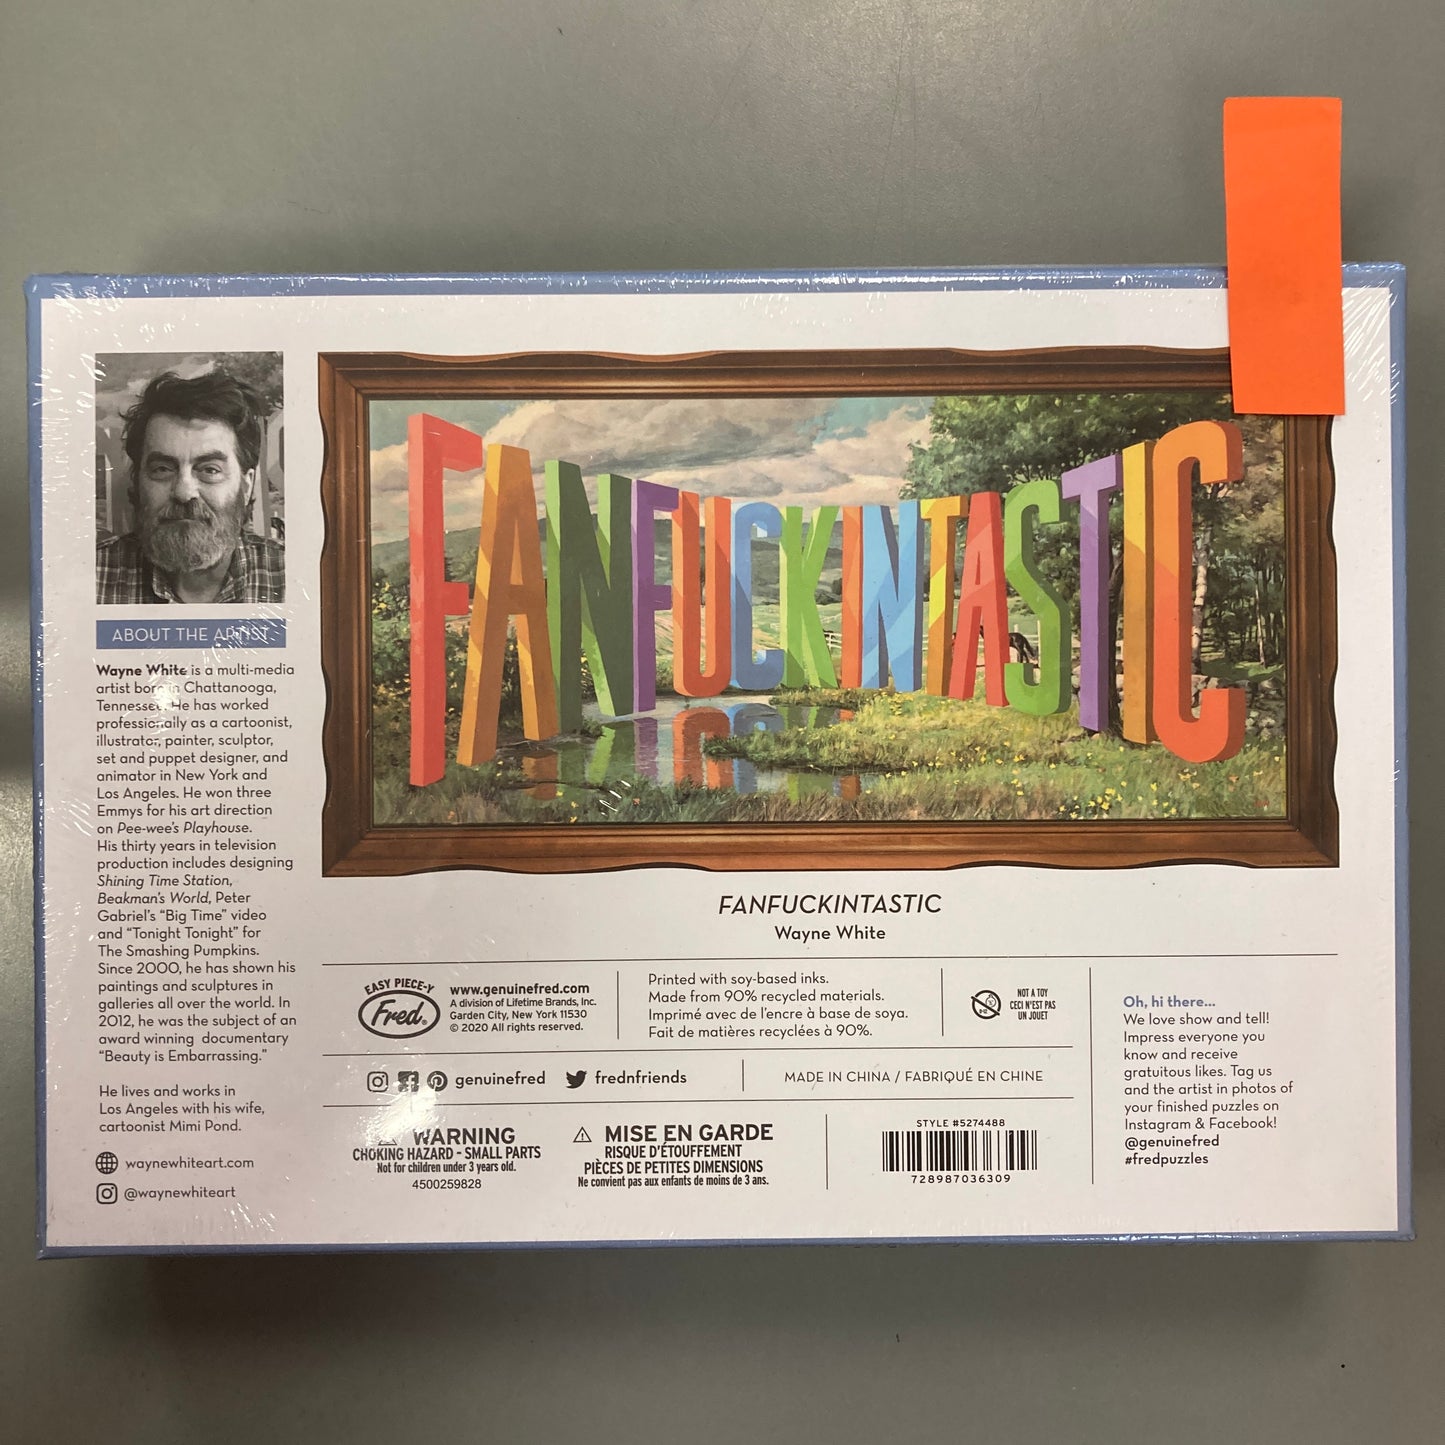 FANFUCKINTASTIC
ABOUT THE ARTIST
Wayne White is a multi-media
artist born in Chattanooga,
Tennessee. He has worked
professionally as a cartoonist,
illustrator, painter, sculptor,
set and puppet designer, and
animator in New York and
Los Angeles. He won three
Emmys for his art direction
on Pee-wee's Playhouse.
His thirty years in television
production includes designing
Shining Time Station,
Beakman's World, Peter
Gabriel's "Big Time" video
and "Tonight Tonight" for
The Smashing Pumpkins.
Since 2000, he has shown his
paintings and sculptures in
galleries all over the world. In
2012, he was the subject of an
award winning documentary
"Beauty is Embarrassing."
He lives and works in
Los Angeles with his wife,
cartoonist Mimi Pond.
waynewhiteart.com
@waynewhiteart
FANFUCKINTASTIC
Wayne White
EASY PIECE-Y
Fred.
www.genuinefred.com
A division of Lifetime Brands, Inc.
Garden City, New York 11530
© 2020 All rights reserved.
Printed with soy-based inks.
Made from 90% recycled materials.
Imprimé avec de l'encre à base de soya.
Fait de matières recyclées à 90%.
NOT A TOY
CECI N'EST PAS
UN JOUET
genuinefred
frednfriends
MADE IN CHINA / FABRIQUÉ EN CHINE
WARNING
CHOKING HAZARD - SMALL PARTS
Not for children under 3 years old.
4500259828
MISE EN GARDE
RISQUE D'ÉTOUFFEMENT
PIÈCES DE PETITES DIMENSIONS
Ne convient pas aux enfants de moins de 3 ans.
STYLE #5274488
728987036309
Oh, hi there...
We love show and tell!
Impress everyone you
know and receive
gratuitous likes. Tag us
and the artist in photos of
your finished puzzles on
Instagram & Facebook!
@genuinefred
#fredpuzzles